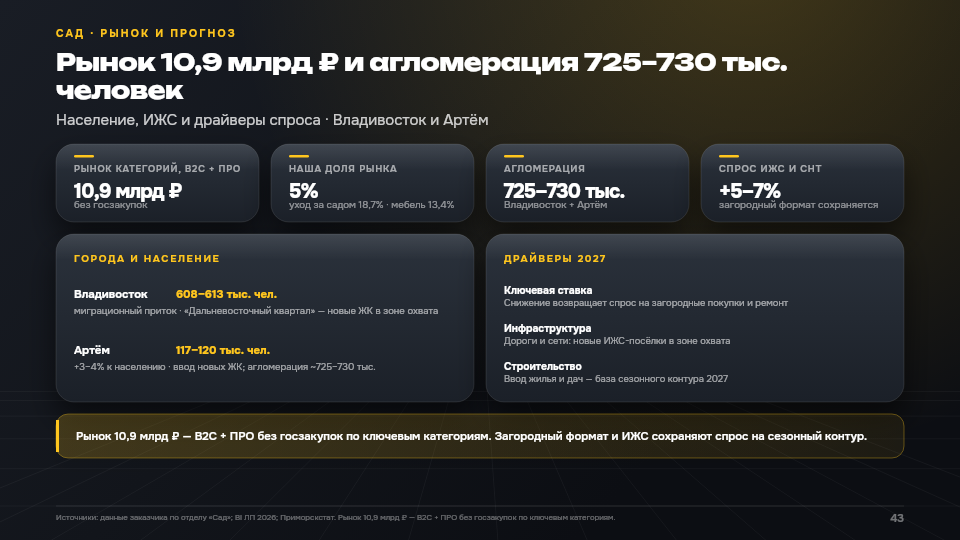 САД · РЫНОК И ПРОГНОЗ
Рынок 10,9 млрд ₽ и агломерация 725–730 тыс.
человек
Население, ИЖС и драйверы спроса · Владивосток и Артём
РЫНОК КАТЕГОРИЙ, B2C + ПРО
10,9 млрд ₽
без госзакупок
НАША ДОЛЯ РЫНКА
5%
уход за садом 18,7% · мебель 13,4%
АГЛОМЕРАЦИЯ
725–730 тыс.
Владивосток + Артём
СПРОС ИЖС И СНТ
+5–7%
загородный формат сохраняется
ГОРОДА И НАСЕЛЕНИЕ
Владивосток 608–613 тыс. чел.
миграционный приток · «Дальневосточный квартал» — новые ЖК в зоне охвата
Артём 117–120 тыс. чел.
+3–4% к населению · ввод новых ЖК; агломерация ~725–730 тыс.
ДРАЙВЕРЫ 2027
Ключевая ставка
Снижение возвращает спрос на загородные покупки и ремонт
Инфраструктура
Дороги и сети: новые ИЖС-посёлки в зоне охвата
Строительство
Ввод жилья и дач — база сезонного контура 2027
Рынок 10,9 млрд ₽ — B2C + ПРО без госзакупок по ключевым категориям. Загородный формат и ИЖС сохраняют спрос на сезонный контур.
Источники: данные заказчика по отделу «Сад»; BI ЛП 2026; Приморскстат. Рынок 10,9 млрд ₽ — B2C + ПРО без госзакупок по ключевым категориям.
43